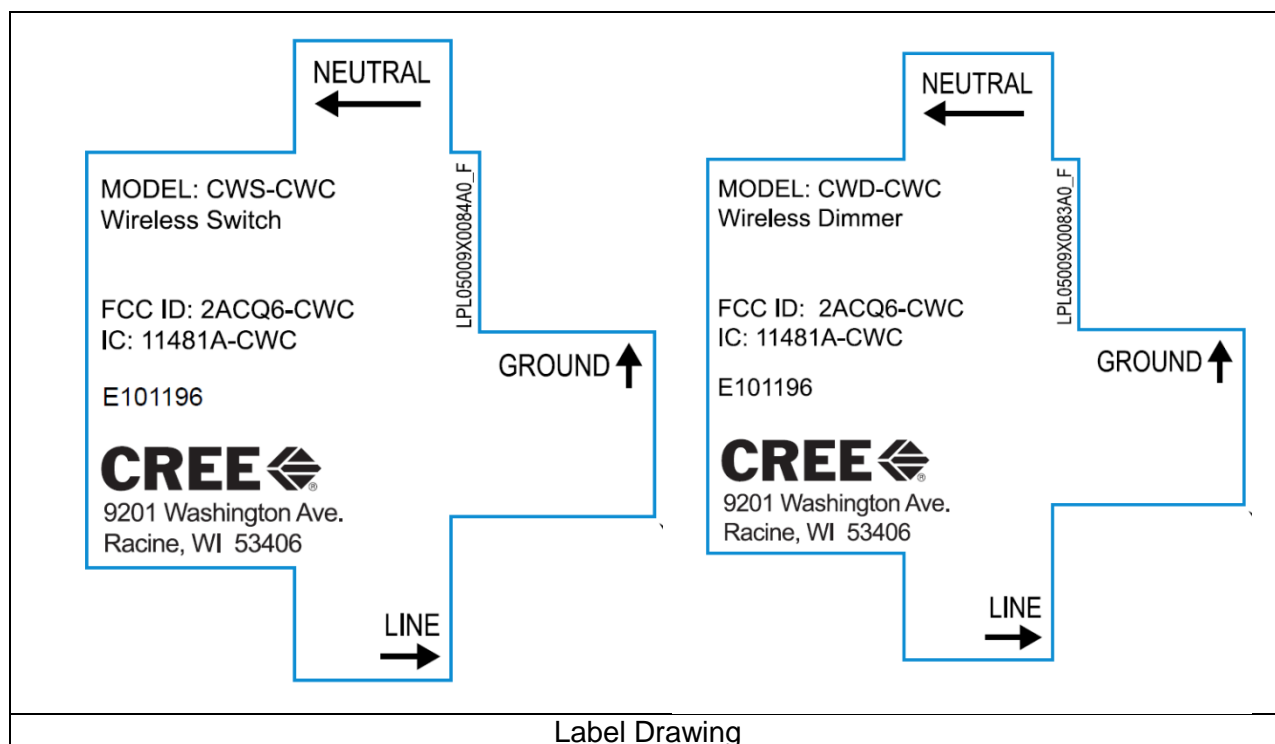 NEUTRAL
MODEL: CWS-CWC
Wireless Switch
LPL05009X0084A0_F
FCC ID: 2ACQ6-CWC
IC: 11481A-CWC
GROUND
E101196
CREE
®
9201 Washington Ave.
Racine, WI 53406
LINE
NEUTRAL
MODEL: CWD-CWC
Wireless Dimmer
LPL05009X0083A0_F
FCC ID: 2ACQ6-CWC
IC: 11481A-CWC
GROUND
E101196
CREE
®
9201 Washington Ave.
Racine, WI 53406
LINE
Label Drawing